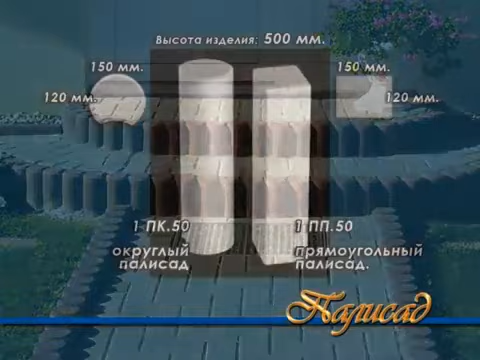 Высота изделия: 500 мм.
150 мм.
120 мм.
150 мм.
120 мм.
1 ПК.50
округлый
палисад
1 ПП.50
прямоугольный
палисад.
Палисад